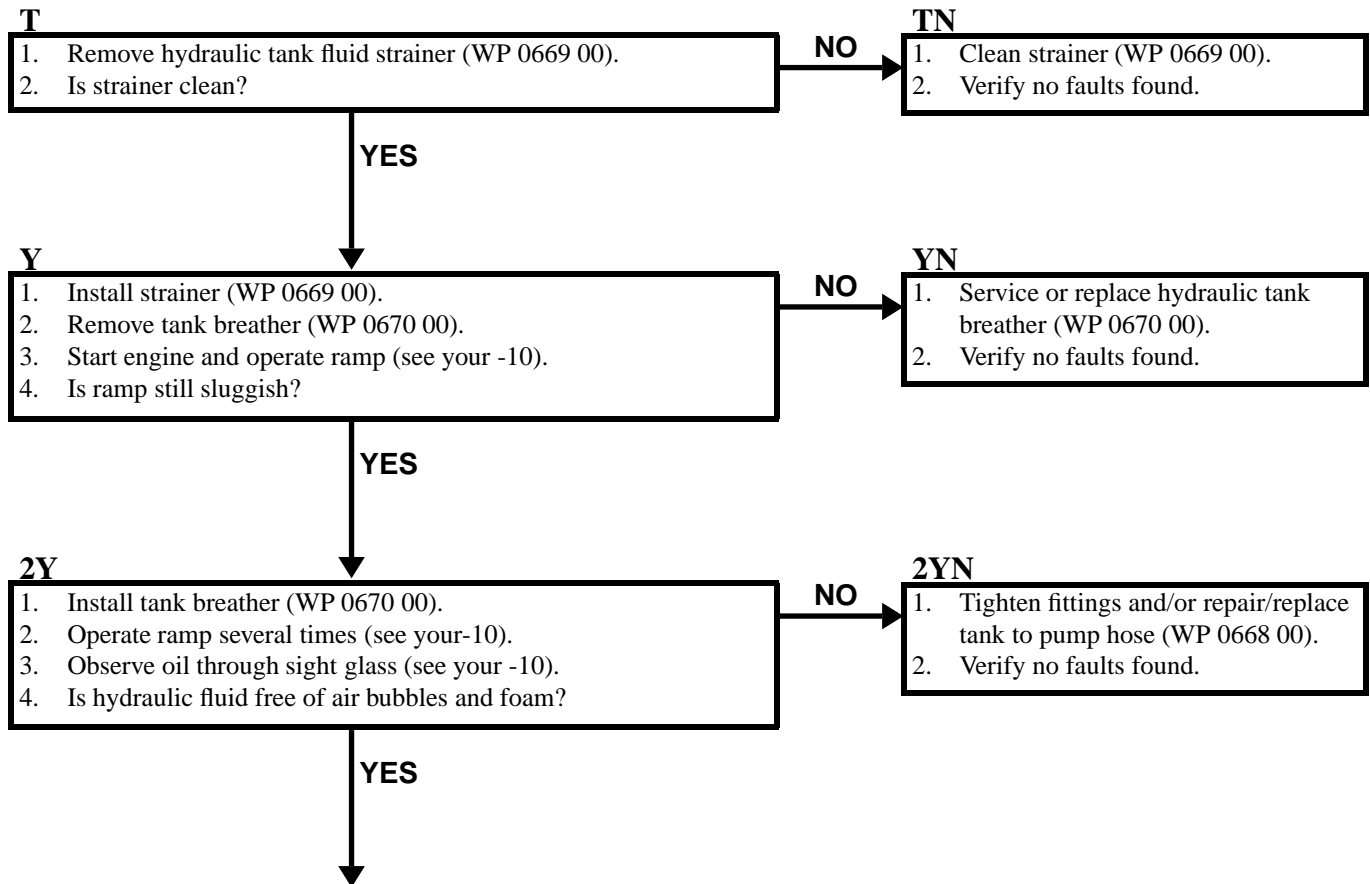 T
1. Remove hydraulic tank fluid strainer (WP 0669 00).
2. Is strainer clean?
NO
TN
1. Clean strainer (WP 0669 00).
2. Verify no faults found.
YES
Y
1. Install strainer (WP 0669 00).
2. Remove tank breather (WP 0670 00).
3. Start engine and operate ramp (see your -10).
4. Is ramp still sluggish?
NO
YN
1. Service or replace hydraulic tank
breather (WP 0670 00).
2. Verify no faults found.
YES
2Y
1. Install tank breather (WP 0670 00).
2. Operate ramp several times (see your-10).
3. Observe oil through sight glass (see your -10).
4. Is hydraulic fluid free of air bubbles and foam?
NO
2YN
1. Tighten fittings and/or repair/replace
tank to pump hose (WP 0668 00).
2. Verify no faults found.
YES